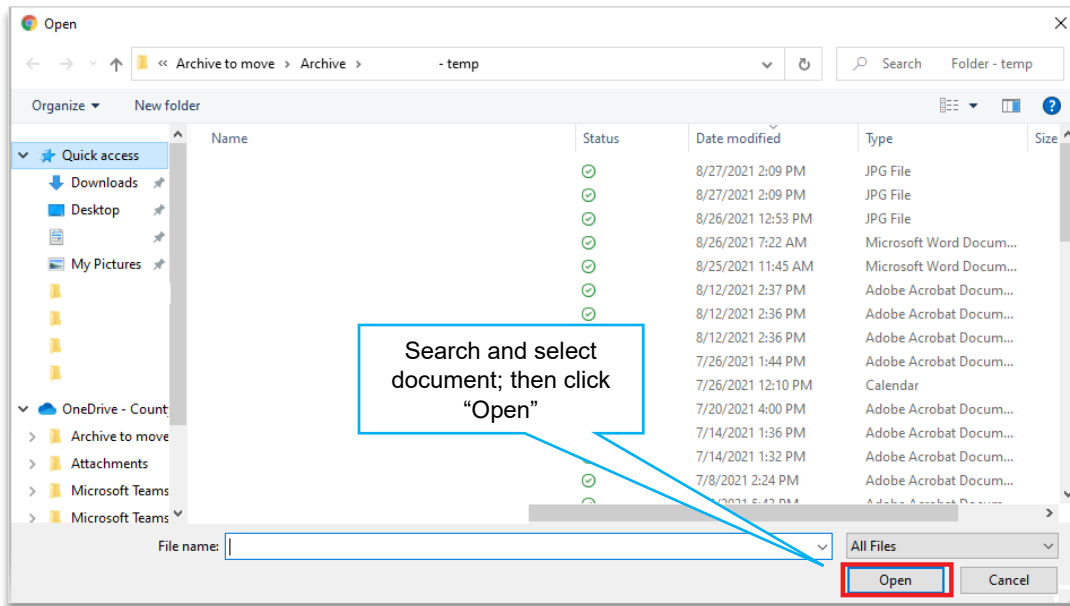 Open
« Archive to move > Archive > - temp
Search Folder - temp
Organize New folder
Name Status Date modified Type Size
Quick access
Downloads
Desktop
My Pictures
OneDrive - Count
Archive to move
Attachments
Microsoft Teams
Microsoft Teams
8/27/2021 2:09 PM JPG File
8/27/2021 2:09 PM JPG File
8/26/2021 12:53 PM JPG File
8/26/2021 7:22 AM Microsoft Word Docum...
8/25/2021 11:45 AM Microsoft Word Docum...
8/12/2021 2:37 PM Adobe Acrobat Docum...
8/12/2021 2:36 PM Adobe Acrobat Docum...
8/12/2021 2:36 PM Adobe Acrobat Docum...
7/26/2021 1:44 PM Adobe Acrobat Docum...
7/26/2021 12:10 PM Calendar
7/20/2021 4:00 PM Adobe Acrobat Docum...
7/14/2021 1:36 PM Adobe Acrobat Docum...
7/14/2021 1:32 PM Adobe Acrobat Docum...
7/8/2021 2:24 PM Adobe Acrobat Docum...
Search and select
document; then click
“Open”
File name: All Files
Open Cancel